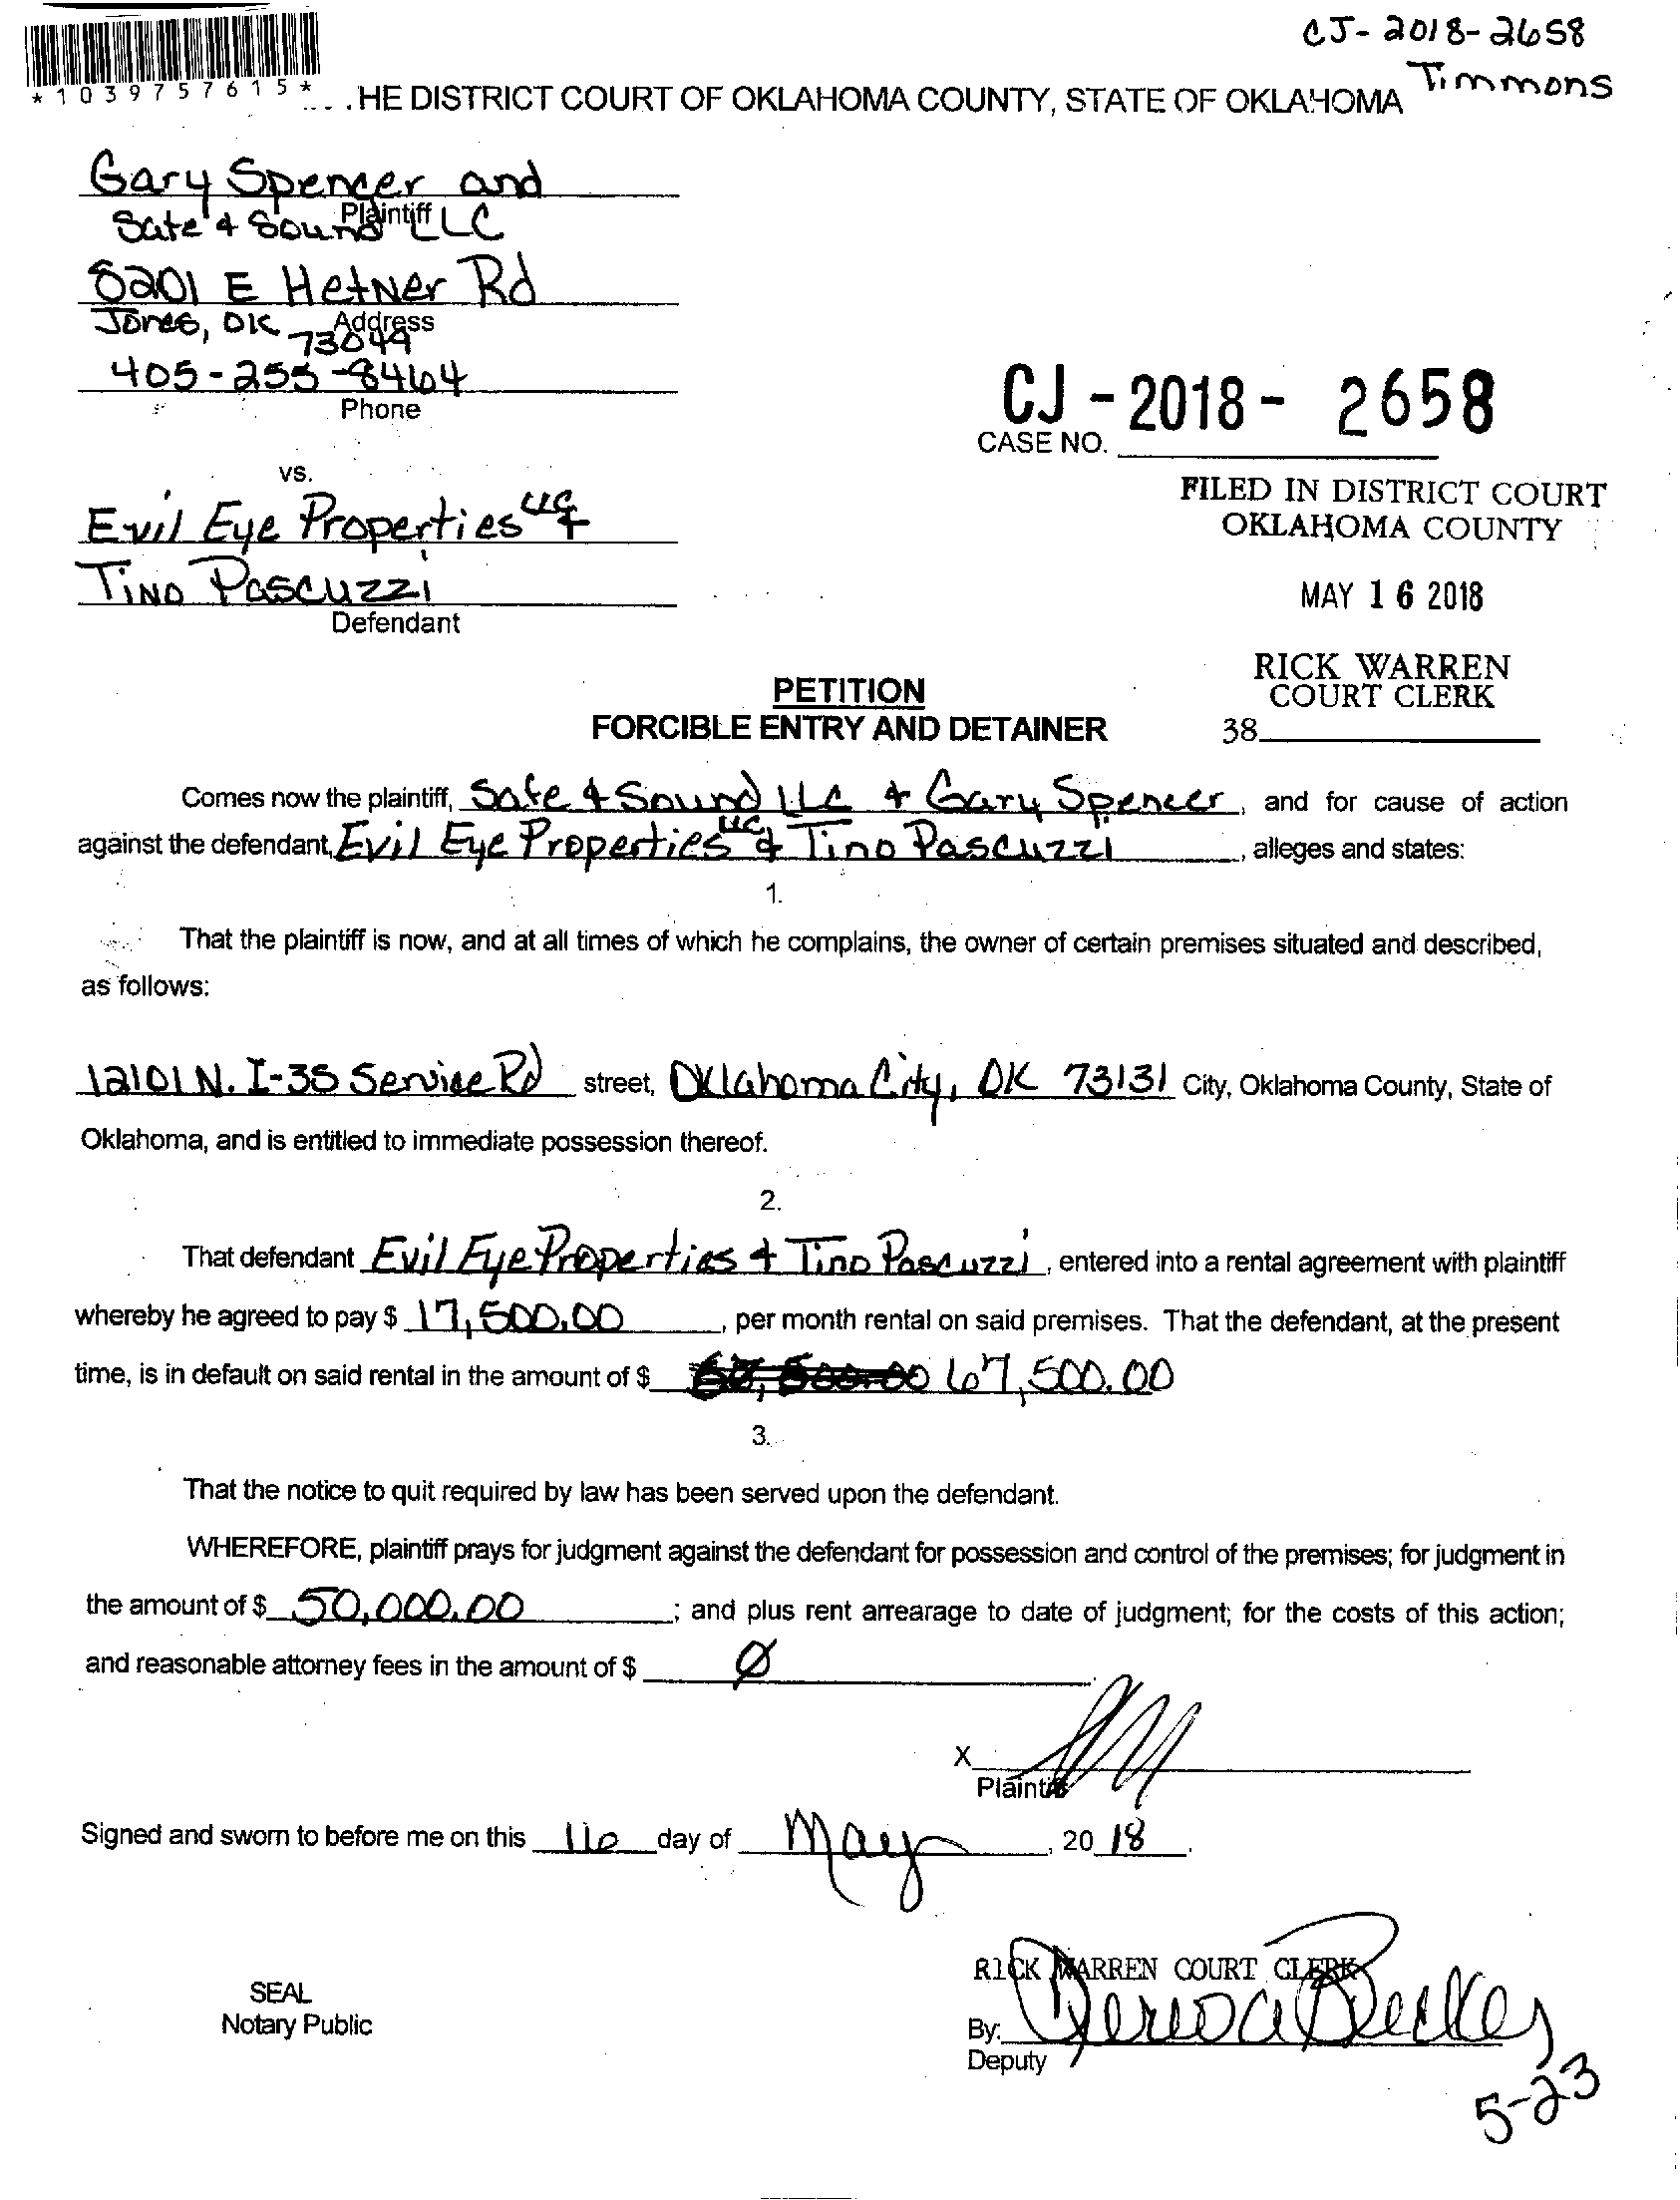 CJ-2018-2658
Timmons
*1039757615*
HE DISTRICT COURT OF OKLAHOMA COUNTY, STATE OF OKLAHOMA
Gary Spencer and
Plaintiff
Safe & Sound LLC
8201 E Hefner Rd
Address
Jones, OK 73049
405-255-8464
Phone
CJ - 2018 - 2658
CASE NO.
vs.
FILED IN DISTRICT COURT
OKLAHOMA COUNTY
Evil Eye Properties LLC &
Tino Pascuzzi
Defendant
MAY 16 2018
RICK WARREN
COURT CLERK
38
PETITION
FORCIBLE ENTRY AND DETAINER
Comes now the plaintiff, Safe & Sound LLC & Gary Spencer, and for cause of action
against the defendant, Evil Eye Properties LLC & Tino Pascuzzi, alleges and states:
1.
That the plaintiff is now, and at all times of which he complains, the owner of certain premises situated and described,
as follows:
12101 N. I-35 Service Rd street, Oklahoma City, OK 73131 City, Oklahoma County, State of
Oklahoma, and is entitled to immediate possession thereof.
2.
That defendant Evil Eye Properties & Tino Pascuzzi, entered into a rental agreement with plaintiff
whereby he agreed to pay $ 17,500.00, per month rental on said premises. That the defendant, at the present
time, is in default on said rental in the amount of $ 67,500.00
3.
That the notice to quit required by law has been served upon the defendant.
WHEREFORE, plaintiff prays for judgment against the defendant for possession and control of the premises; for judgment in
the amount of $ 50,000.00; and plus rent arrearage to date of judgment; for the costs of this action;
and reasonable attorney fees in the amount of $ Ø
X
Plaintiff
Signed and sworn to before me on this 16 day of May, 20 18.
RICK WARREN COURT CLERK
SEAL
Notary Public
By:
Deputy
5-23